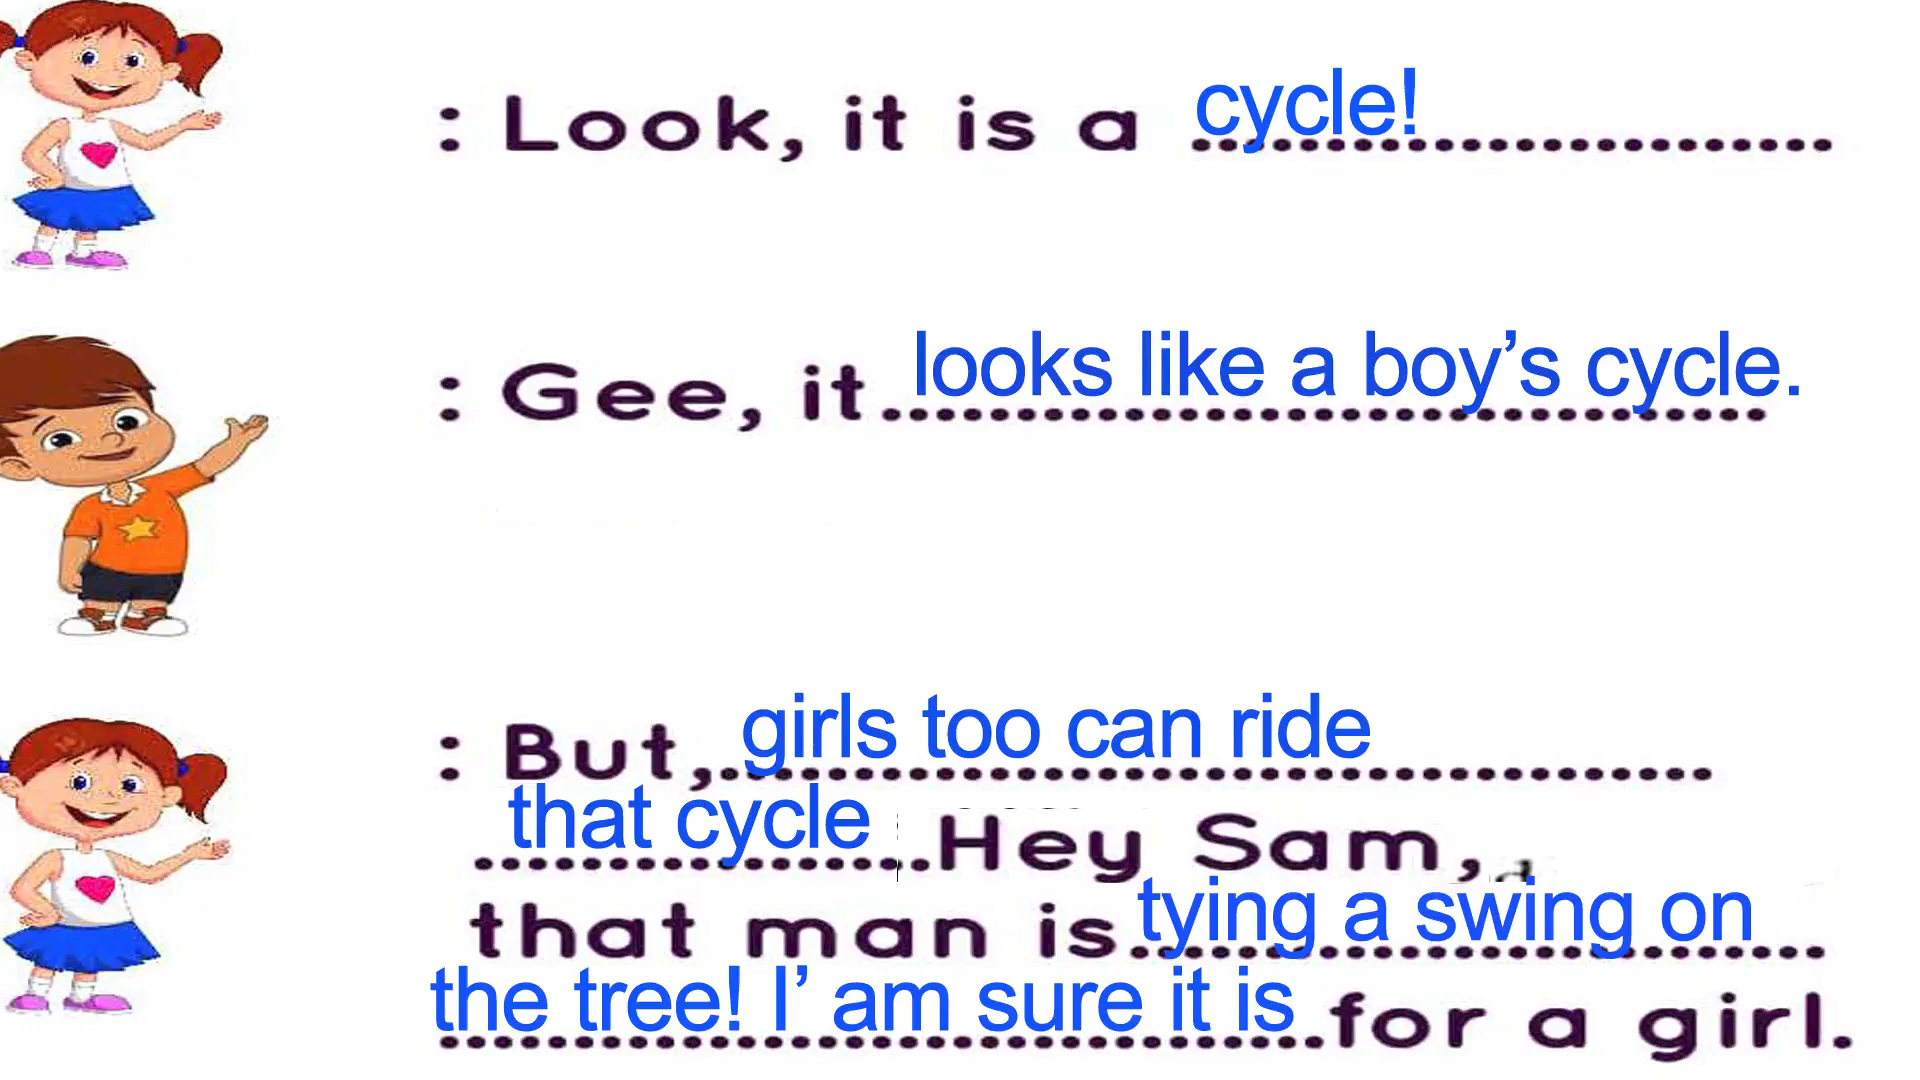 : Look, it is a cycle!
: Gee, it looks like a boy’s cycle.
: But, girls too can ride
that cycle .Hey Sam,
that man is tying a swing on
the tree! I’ am sure it is for a girl.